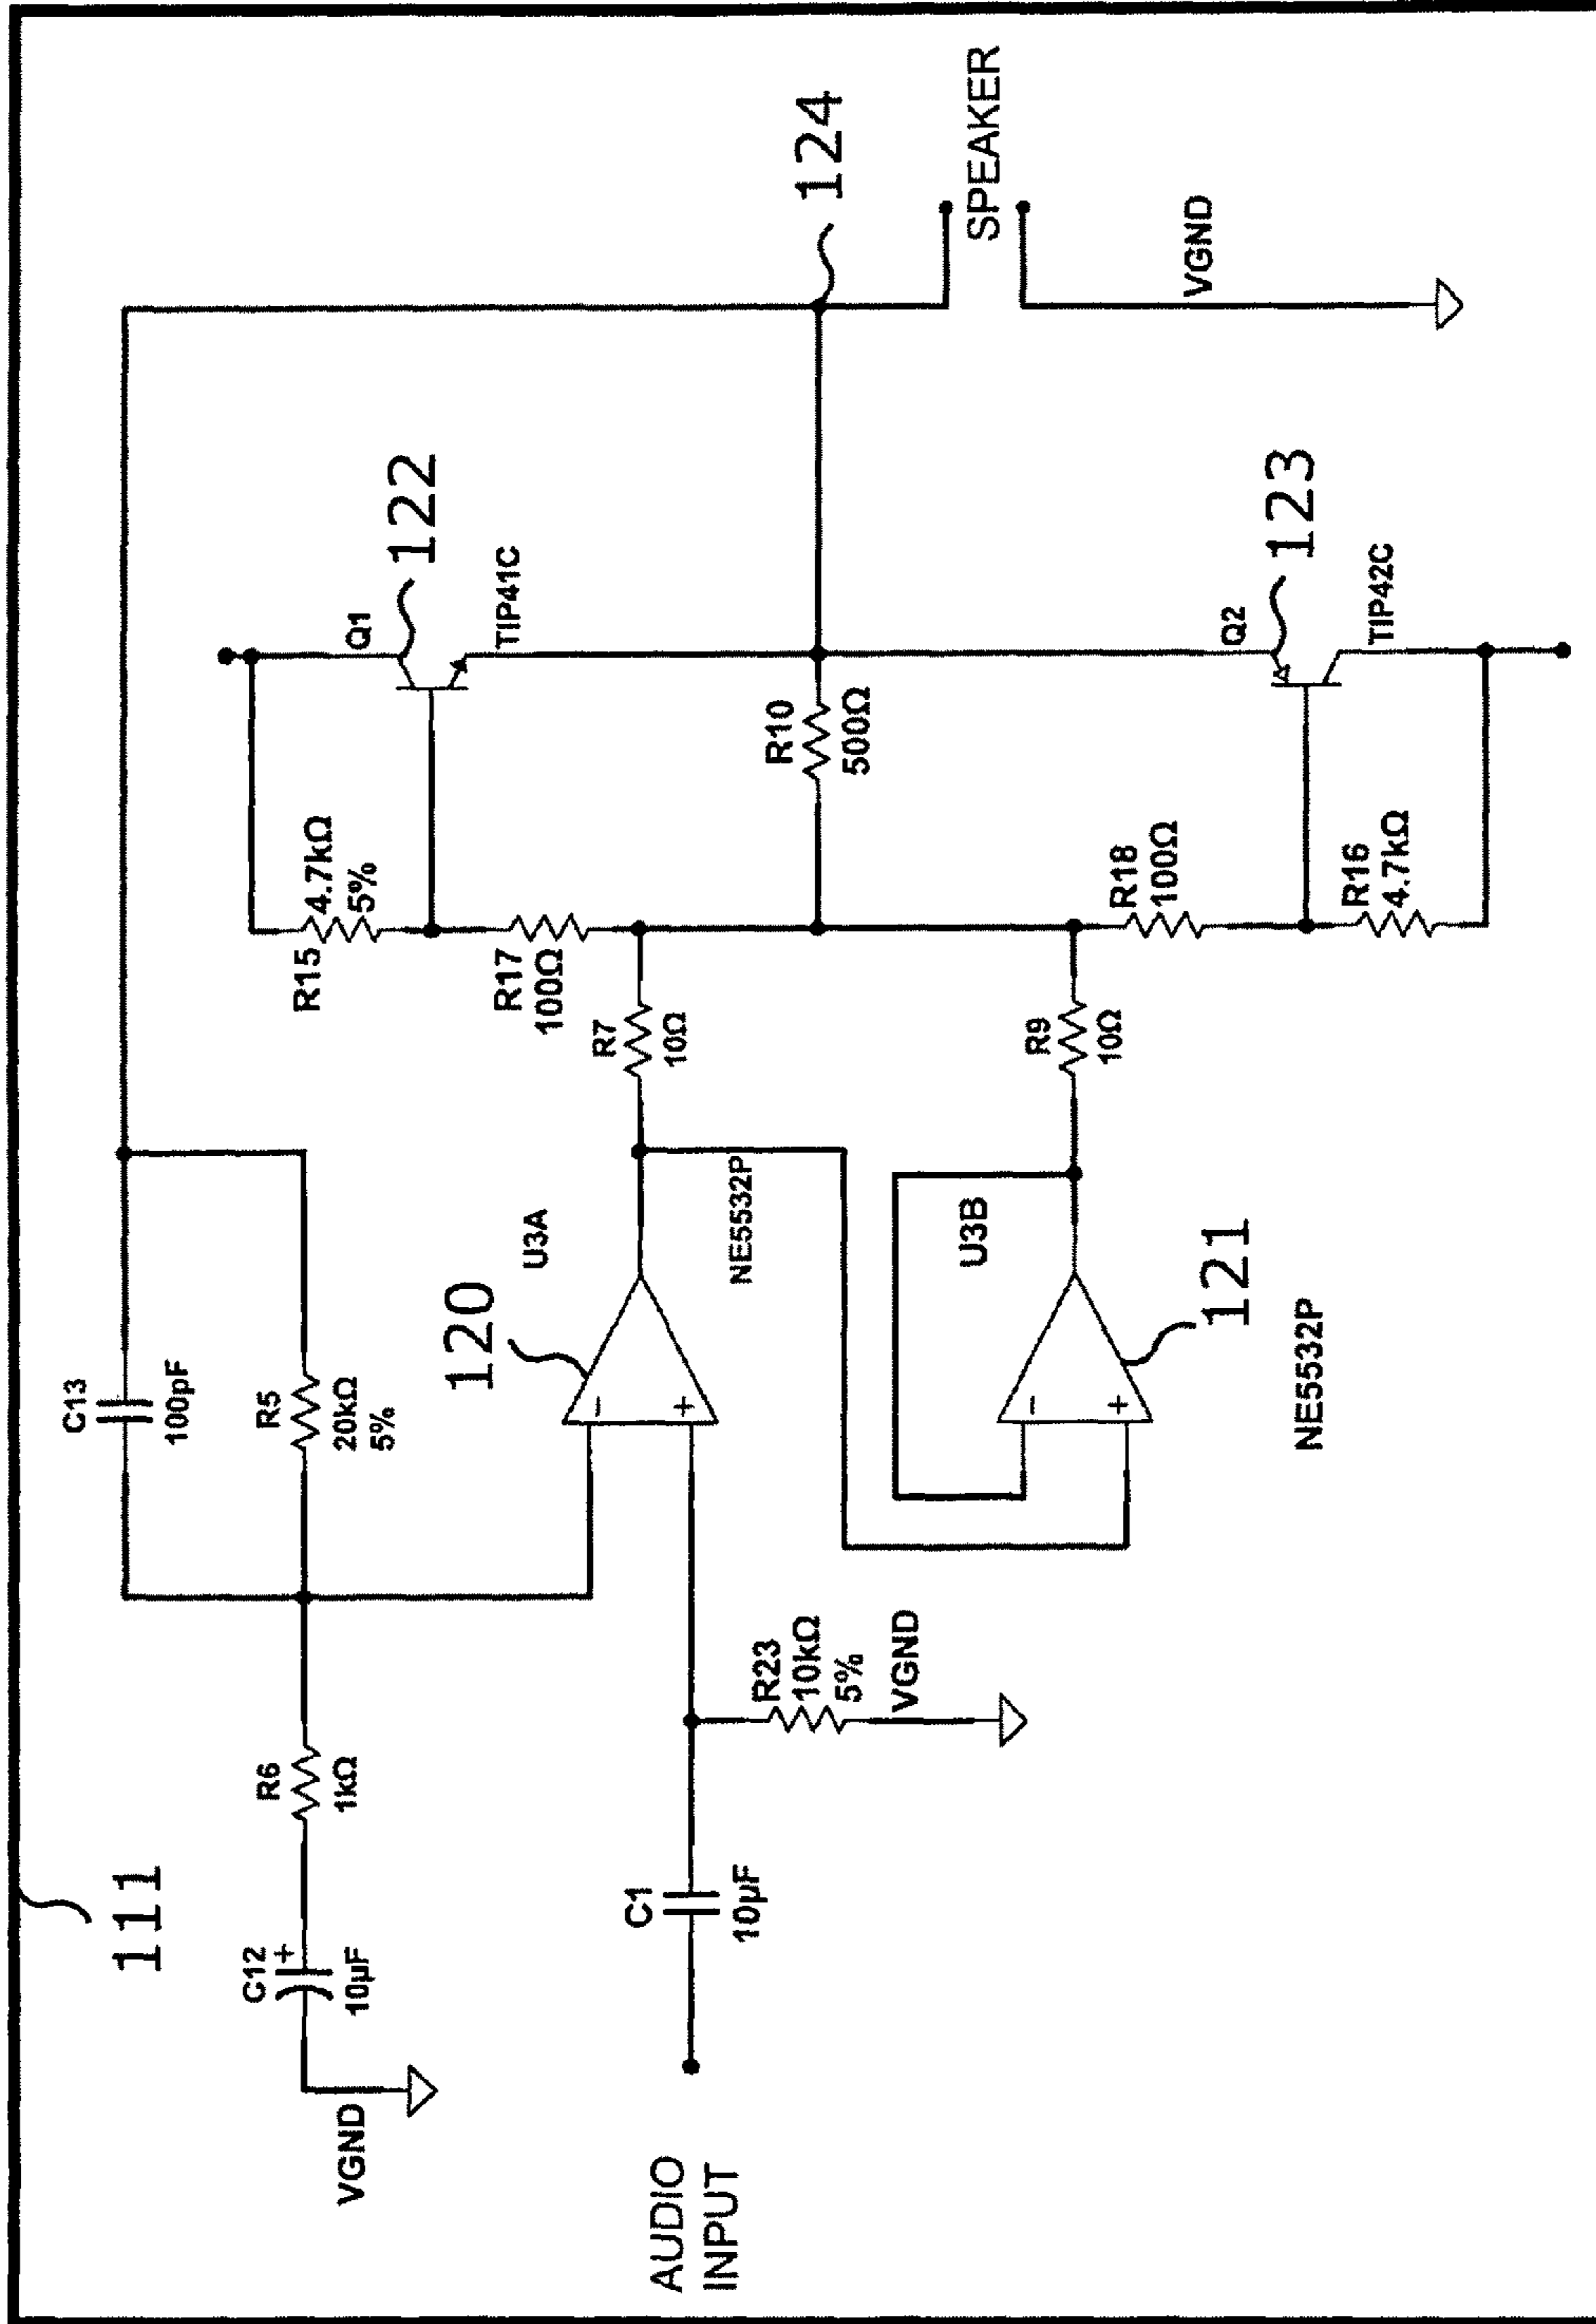 111
C13
100pF
R5
20kΩ
5%
C12
+
10µF
R6
1kΩ
VGND
AUDIO
INPUT
C1
10µF
R23
10kΩ
5%
VGND
120
U3A
−
+
NE5532P
R7
10Ω
121
U3B
−
+
NE5532P
R9
10Ω
R15
4.7kΩ
5%
R17
100Ω
R18
100Ω
R16
4.7kΩ
Q1
122
TIP41C
R10
500Ω
Q2
123
TIP42C
124
SPEAKER
VGND